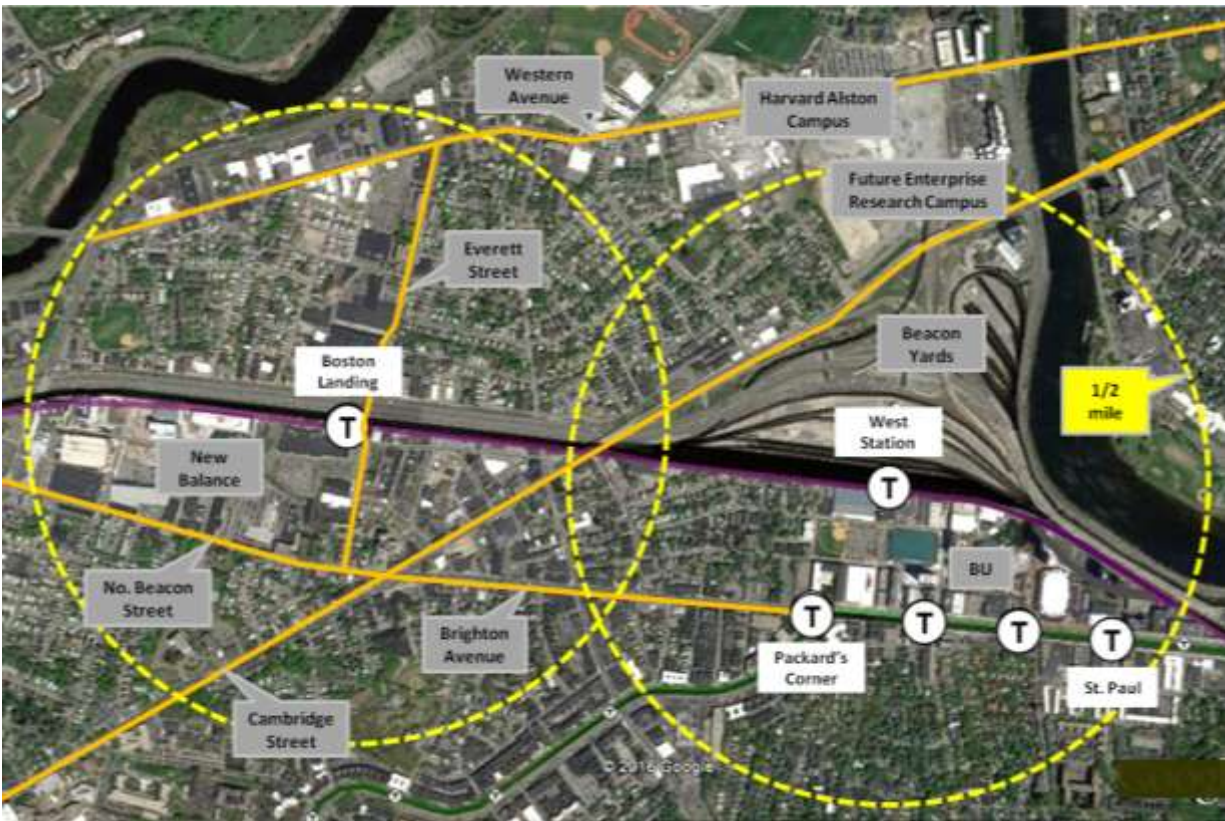 Western
Avenue
Harvard Alston
Campus
Future Enterprise
Research Campus
Everett
Street
Boston
Landing
Beacon
Yards
1/2
mile
West
Station
T
T
New
Balance
No. Beacon
Street
BU
T
T
T
T
Brighton
Avenue
Packard's
Corner
St. Paul
Cambridge
Street
© 2016 Google